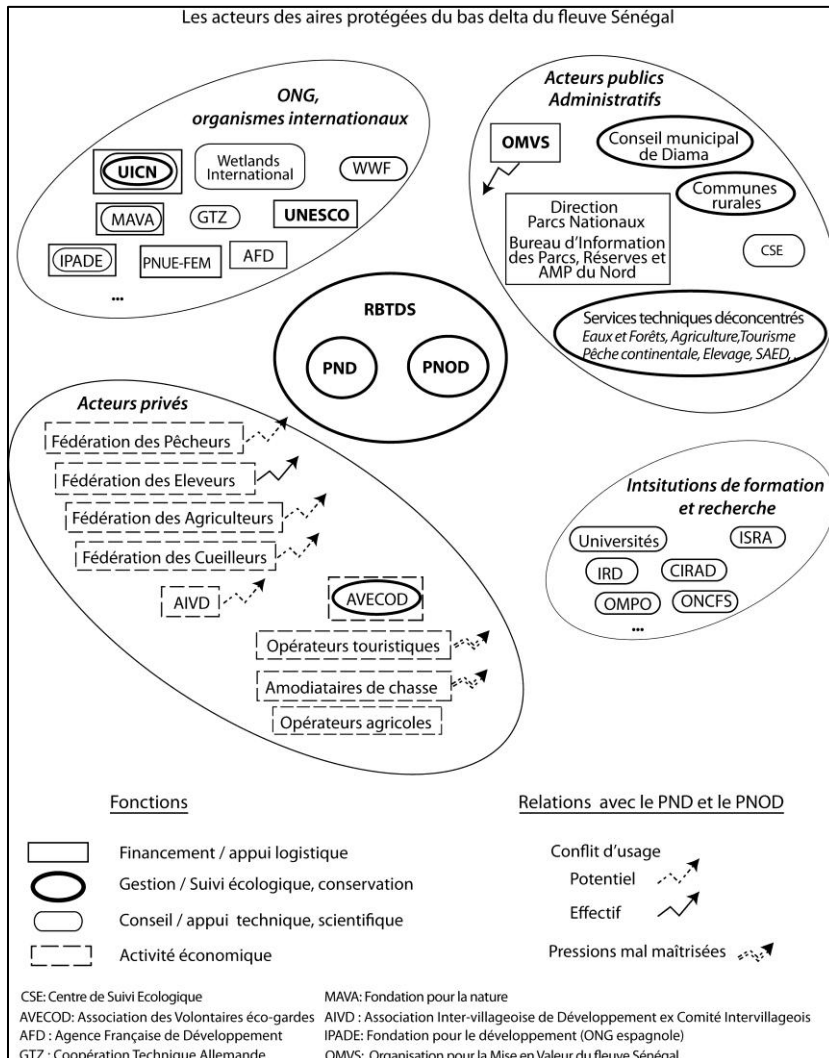 Les acteurs des aires protégées du bas delta du fleuve Sénégal
ONG,
organismes internationaux
UICN
Wetlands
International
WWF
MAVA
GTZ
UNESCO
IPADE
PNUE-FEM
AFD
...
Acteurs publics
Administratifs
OMVS
Conseil municipal
de Diama
Communes
rurales
Direction
Parcs Nationaux
Bureau d'Information
des Parcs, Réserves et
AMP du Nord
CSE
Services techniques déconcentrés
Eaux et Forêts, Agriculture,Tourisme
Pêche continentale, Elevage, SAED,..
RBTDS
PND
PNOD
Acteurs privés
Fédération des Pêcheurs
Fédération des Eleveurs
Fédération des Agriculteurs
Fédération des Cueilleurs
AIVD
AVECOD
Opérateurs touristiques
Amodiataires de chasse
Opérateurs agricoles
Intsitutions de formation
et recherche
Universités
ISRA
IRD
CIRAD
OMPO
ONCFS
...
Fonctions
Financement / appui logistique
Gestion / Suivi écologique, conservation
Conseil / appui technique, scientifique
Activité économique
Relations avec le PND et le PNOD
Conflit d'usage
Potentiel
Effectif
Pressions mal maîtrisées
CSE: Centre de Suivi Ecologique
AVECOD: Association des Volontaires éco-gardes
AFD : Agence Française de Développement
GTZ : Coopération Technique Allemande
MAVA: Fondation pour la nature
AIVD : Association Inter-villageoise de Développement ex Comité Intervillageois
IPADE: Fondation pour le développement (ONG espagnole)
OMVS: Organisation pour la Mise en Valeur du fleuve Sénégal